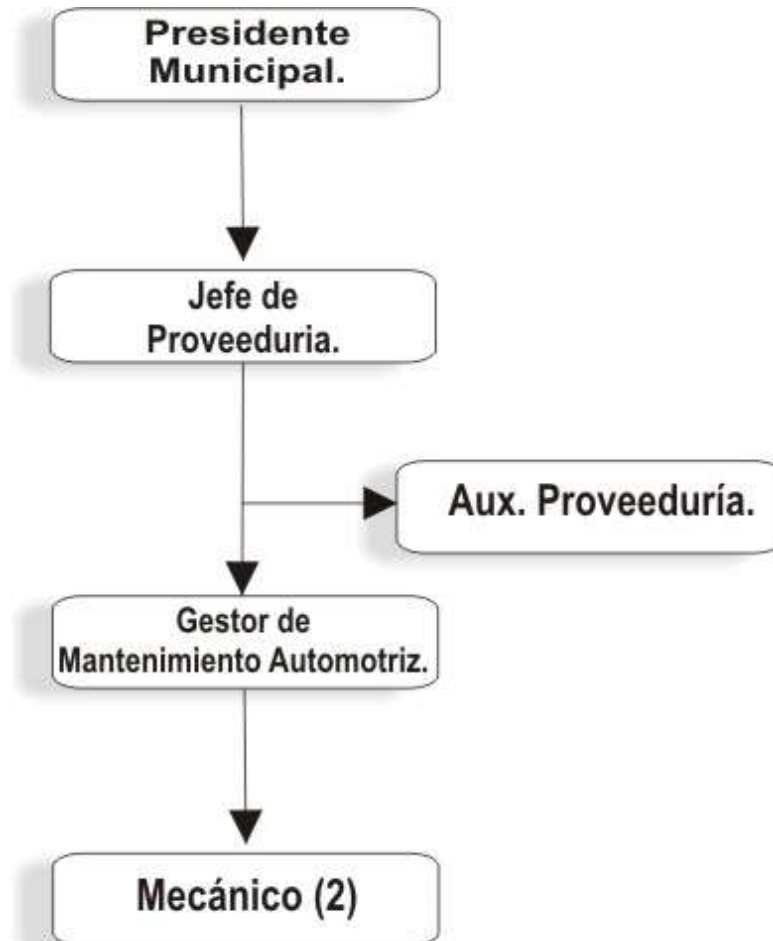 Presidente
Municipal.
Jefe de
Proveeduria.
Aux. Proveeduría.
Gestor de
Mantenimiento Automotriz.
Mecánico (2)